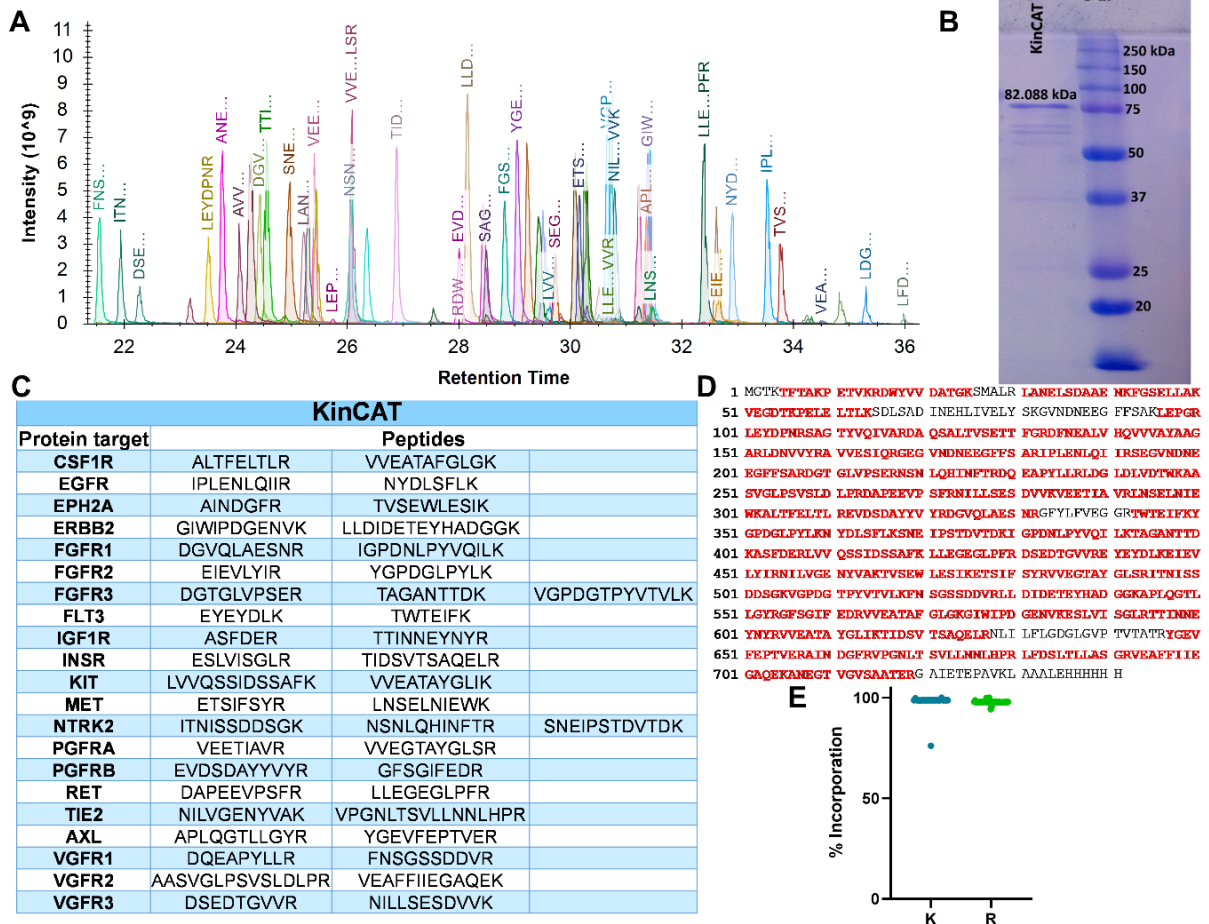 A
Intensity (10^9)
11
10
9
8
7
6
5
4
3
2
1
0
FNS...
ITN...
DSE...
LEYDPNR
ANE...
AVV...
DGV...
TTI...
SNE...
LAN...
VEE...
LEP...
VVE...LSR
NSN...
TID...
LLD...
EVD...
RDW...
SAG...
FGS...
YGE...
LVV...
SEG...
ETS...
LLE...VVR
NIL...VVK
GIW...
APL...
LNS...
LLE...PFR
EIE...
NYD...
IPL...
TVS...
VEA...
LDG...
LFD...
22 24 26 28 30 32 34 36
Retention Time
B
KinCAT
82.088 kDa
250 kDa
150
100
75
50
37
25
20
C
KinCAT
Protein target Peptides
CSF1R ALTFELTLR VVEATAFGLGK
EGFR IPLENLQIIR NYDLSFLK
EPH2A AINDGFR TVSEWLESIK
ERBB2 GIWIPDGENVK LLDIDETEYHADGGK
FGFR1 DGVQLAESNR IGPDNLPYVQILK
FGFR2 EIEVLYIR YGPDGLPYLK
FGFR3 DGTGLVPSER TAGANTTDK VGPDGTPYVTVLK
FLT3 EYEYDLK TWTEIFK
IGF1R ASFDER TTINNEYNYR
INSR ESLVISGLR TIDSVTSAQELR
KIT LVVQSSIDSSAFK VVEATAYGLIK
MET ETSIFSYR LNSELNIEWK
NTRK2 ITNISSDDSGK NSNLQHINFTR SNEIPSTDVTDK
PGFRA VEETIAVR VVEGTAYGLSR
PGFRB EVDSDAYYVYR GFSGIFEDR
RET DAPEEVPSFR LLEGEGLPFR
TIE2 NILVGENYVAK VPGNLTSVLLNNLHPR
AXL APLQGTLLGYR YGEVFEPTVER
VGFR1 DQEAPYLLR FNSGSSDDVR
VGFR2 AASVGLPSVSLDLPR VEAFFIIEGAQEK
VGFR3 DSEDTGVVR NILLSESDVVK
D
1 MGTKTFTAKP ETVKRDWYVV DATGKSMALR LANELSDAAE NKFGSELLAK
51 VEGDTKPELE LTLKSDLSAD INEHLIVELY SKGVNDNEEG FFSAKLEPGR
101 LEYDPNRSAG TYVQIVARDA QSALTVSETT FGRDFNEALV HQVVVAYAAG
151 ARLDNVVYRA VVESIQRGEG VNDNEEGFFS ARIPLENLQI IRSEGVNDNE
201 EGFFSARDGT GLVPSERNSN LQHINFTRDQ EAPYLLRLDG LDLVDTWKAA
251 SVGLPSVSLD LPRDAPEEVP SFRNILLSES DVVKVEETIA VRLNSELNIE
301 WKALTFELTL REVDSDAYYV YRDGVQLAES NRGFYLFVEG GRTWTEIFKY
351 GPDGLPYLKN YDLSFLKSNE IPSTDVTDKI GPDNLPYVQI LKTAGANTTD
401 KASFDERLVV QSSIDSSAFK LLEGEGLPFR DSEDTGVVRE YEYDLKEIEV
451 LYIRNILVGE NYVAKTVSEW LESIKETSIF SYRVVEGTAY GLSRITNISS
501 DDSGKVGPDG TPYVTVLKFN SGSSDDVRLL DIDETEYHAD GGKAPLQGTL
551 LGYRGFSGIF EDRVVEATAF GLGKGIWIPD GENVKESLVI SGLRTTINNE
601 YNYRVVEATA YGLIKTIDSV TSAQELRNLI LFLGDGLGVP TVTATRYGEV
651 FEPTVERAIN DGFRVPGNLT SVLLNNLHPR LFDSLTLLAS GRVEAFFIIE
701 GAQEKANEGT VGVSAATERG AIETEPAVKL AAALEHHHHH H
E
% Incorporation
100
50
0
K R